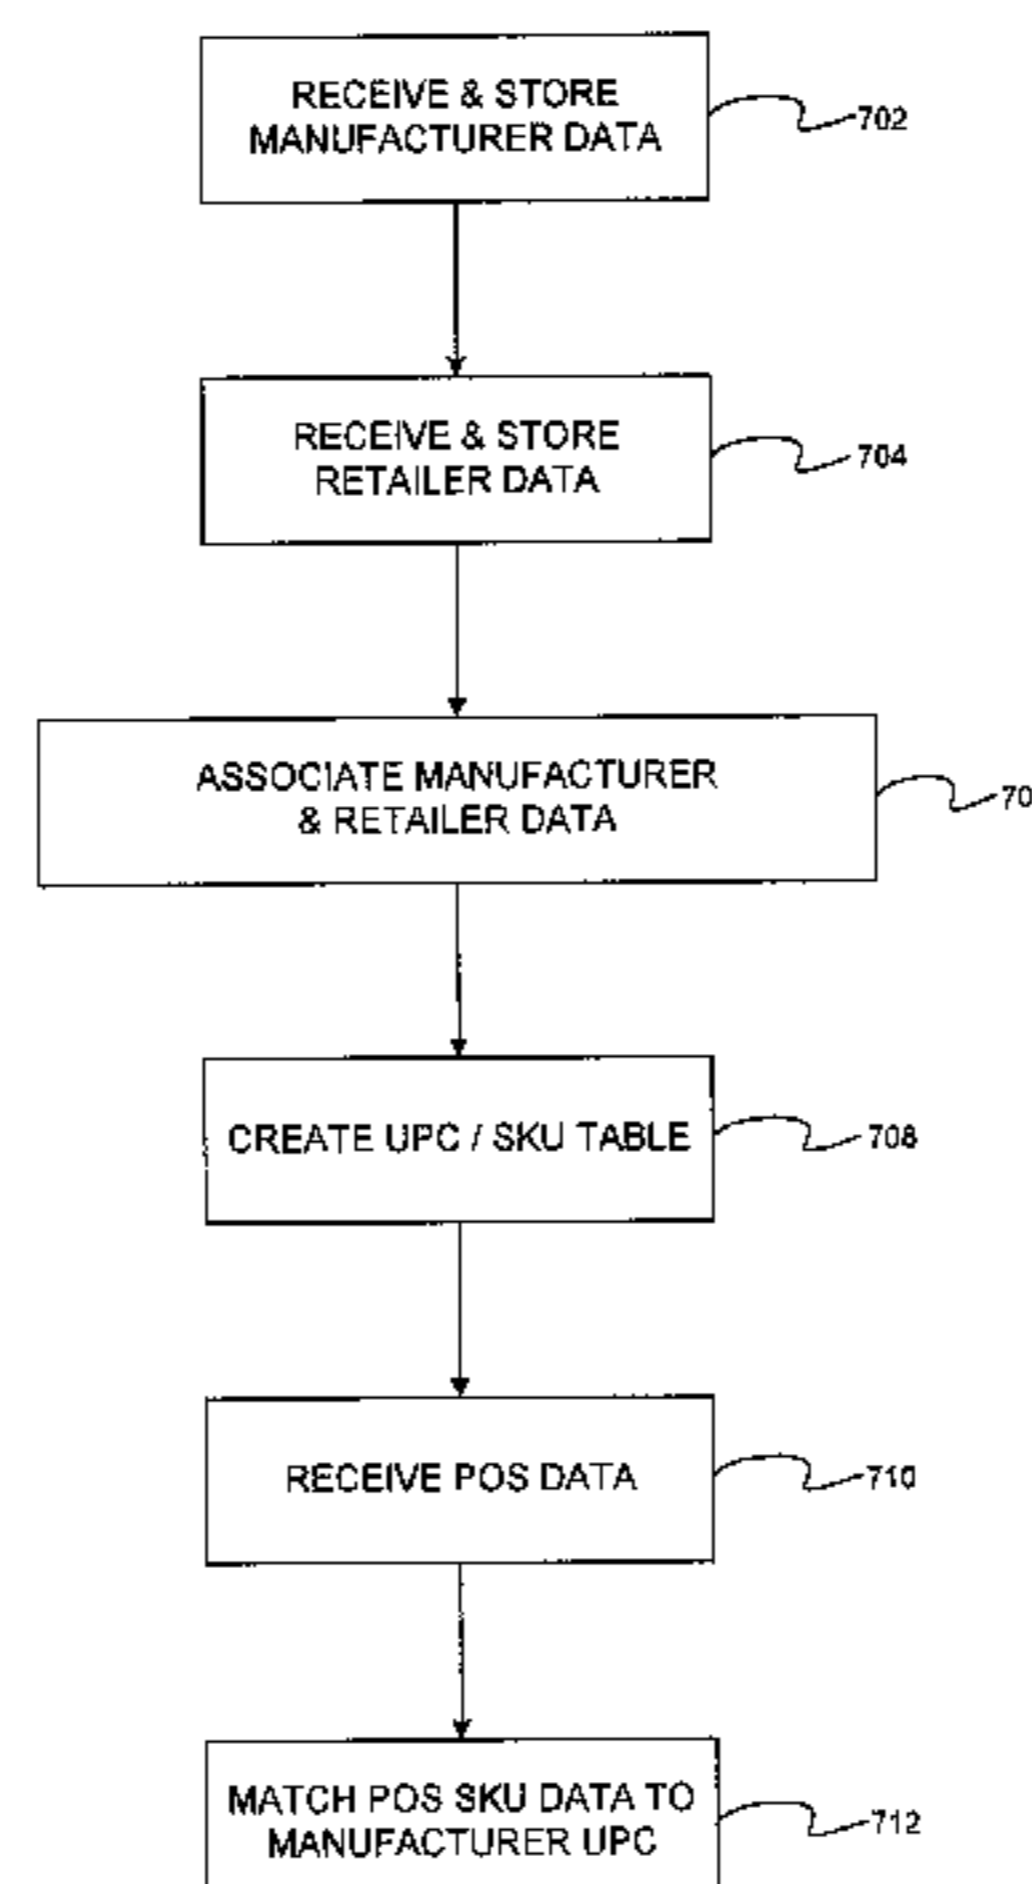 RECEIVE & STORE
MANUFACTURER DATA
702
RECEIVE & STORE
RETAILER DATA
704
ASSOCIATE MANUFACTURER
& RETAILER DATA
70
CREATE UPC / SKU TABLE
708
RECEIVE POS DATA
710
MATCH POS SKU DATA TO
MANUFACTURER UPC
712